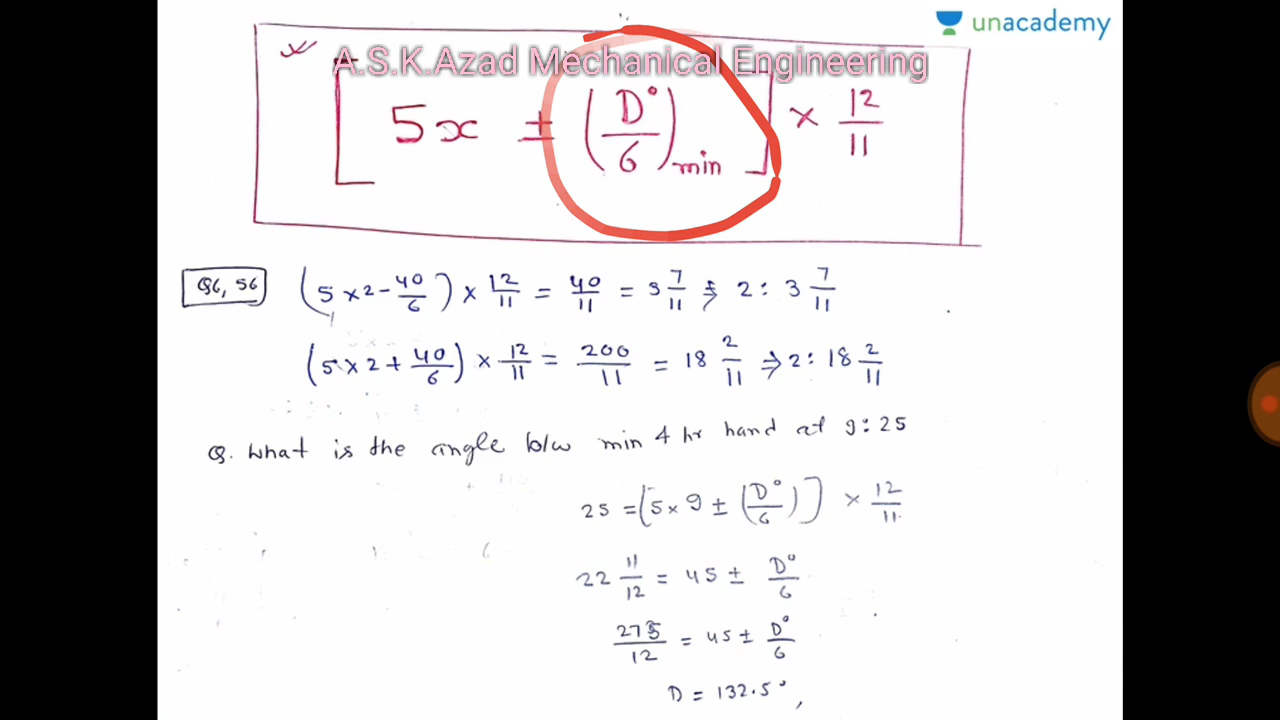 unacademy
A.S.K.Azad Mechanical Engineering
[5x ± (D°/6)min] × 12/11
Q6, 56
(5×2 - 40/6) × 12/11 = 40/11 = 3 7/11 ⇒ 2: 3 7/11
(5×2 + 40/6) × 12/11 = 200/11 = 18 2/11 ⇒ 2: 18 2/11
Q. What is the angle b/w min 4 hr hand at 9:25
25 = (5×9 ± (D°/6)] × 12/11
22 11/12 = 45 ± D°/6
275/12 = 45 ± D°/6
D = 132.5°,